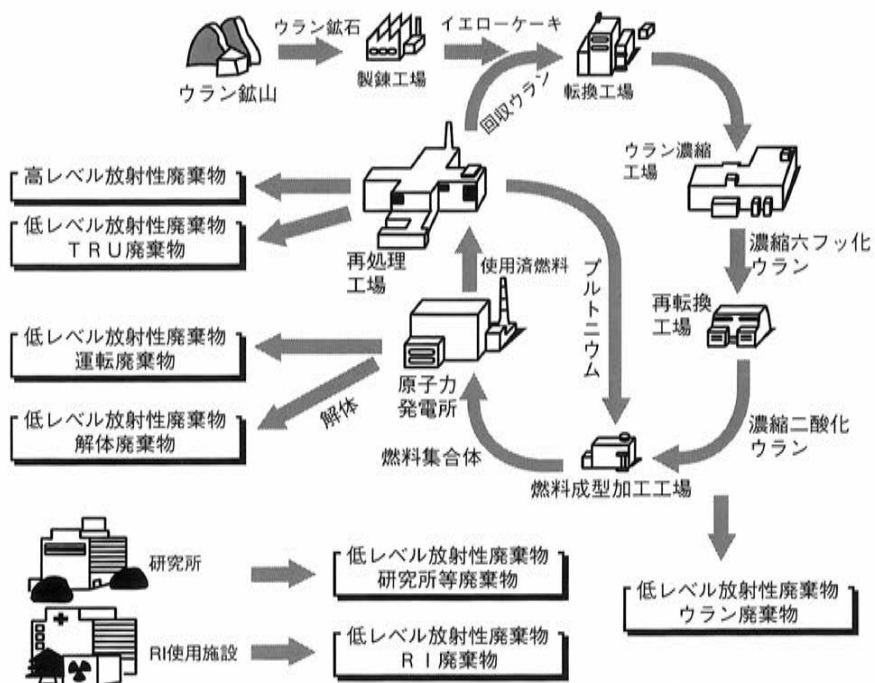 ウラン鉱石
イエローケーキ
ウラン鉱山
製錬工場
回収ウラン
転換工場
ウラン濃縮
工場
高レベル放射性廃棄物
低レベル放射性廃棄物
TRU廃棄物
再処理
工場
使用済燃料
プルトニウム
濃縮六フッ化
ウラン
再転換
工場
低レベル放射性廃棄物
運転廃棄物
原子力
発電所
解体
低レベル放射性廃棄物
解体廃棄物
燃料集合体
濃縮二酸化
ウラン
燃料成型加工工場
研究所
低レベル放射性廃棄物
研究所等廃棄物
低レベル放射性廃棄物
ウラン廃棄物
RI使用施設
低レベル放射性廃棄物
RI廃棄物